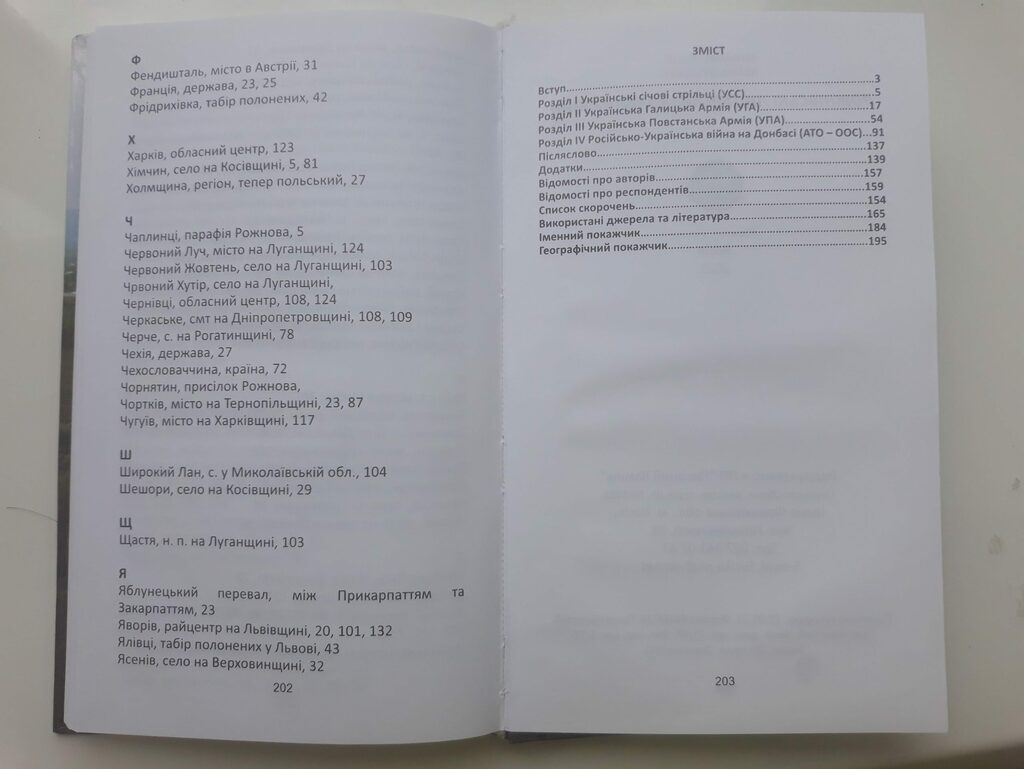 Ф
Фендишталь, місто в Австрії, 31
Франція, держава, 23, 25
Фрідрихівка, табір полонених, 42
Х
Харків, обласний центр, 123
Хімчин, село на Косівщині, 5, 81
Холмщина, регіон, тепер польський, 27
Ч
Чаплинці, парафія Рожнова, 5
Червоний Луч, місто на Луганщині, 124
Червоний Жовтень, село на Луганщині, 103
Чрвоний Хутір, село на Луганщині,
Чернівці, обласний центр, 108, 124
Черкаське, смт на Дніпропетровщині, 108, 109
Черче, с. на Рогатинщині, 78
Чехія, держава, 27
Чехословаччина, країна, 72
Чорнятин, присілок Рожнова,
Чортків, місто на Тернопільщині, 23, 87
Чугуїв, місто на Харківщині, 117
Ш
Широкий Лан, с. у Миколаївській обл., 104
Шешори, село на Косівщині, 29
Щ
Щастя, н. п. на Луганщині, 103
Я
Яблунецький перевал, між Прикарпаттям та
Закарпаттям, 23
Яворів, райцентр на Львівщині, 20, 101, 132
Ялівці, табір полонених у Львові, 43
Ясенів, село на Верховинщині, 32
202
ЗМІСТ
Вступ...3
Розділ І Українські січові стрільці (УСС)...5
Розділ ІІ Українська Галицька Армія (УГА)...17
Розділ ІІІ Українська Повстанська Армія (УПА)...54
Розділ IV Російсько-Українська війна на Донбасі (АТО – ООС)...91
Післяслово...137
Додатки...139
Відомості про авторів...157
Відомості про респондентів...159
Список скорочень...154
Використані джерела та література...165
Іменний покажчик...184
Географічний покажчик...195
203